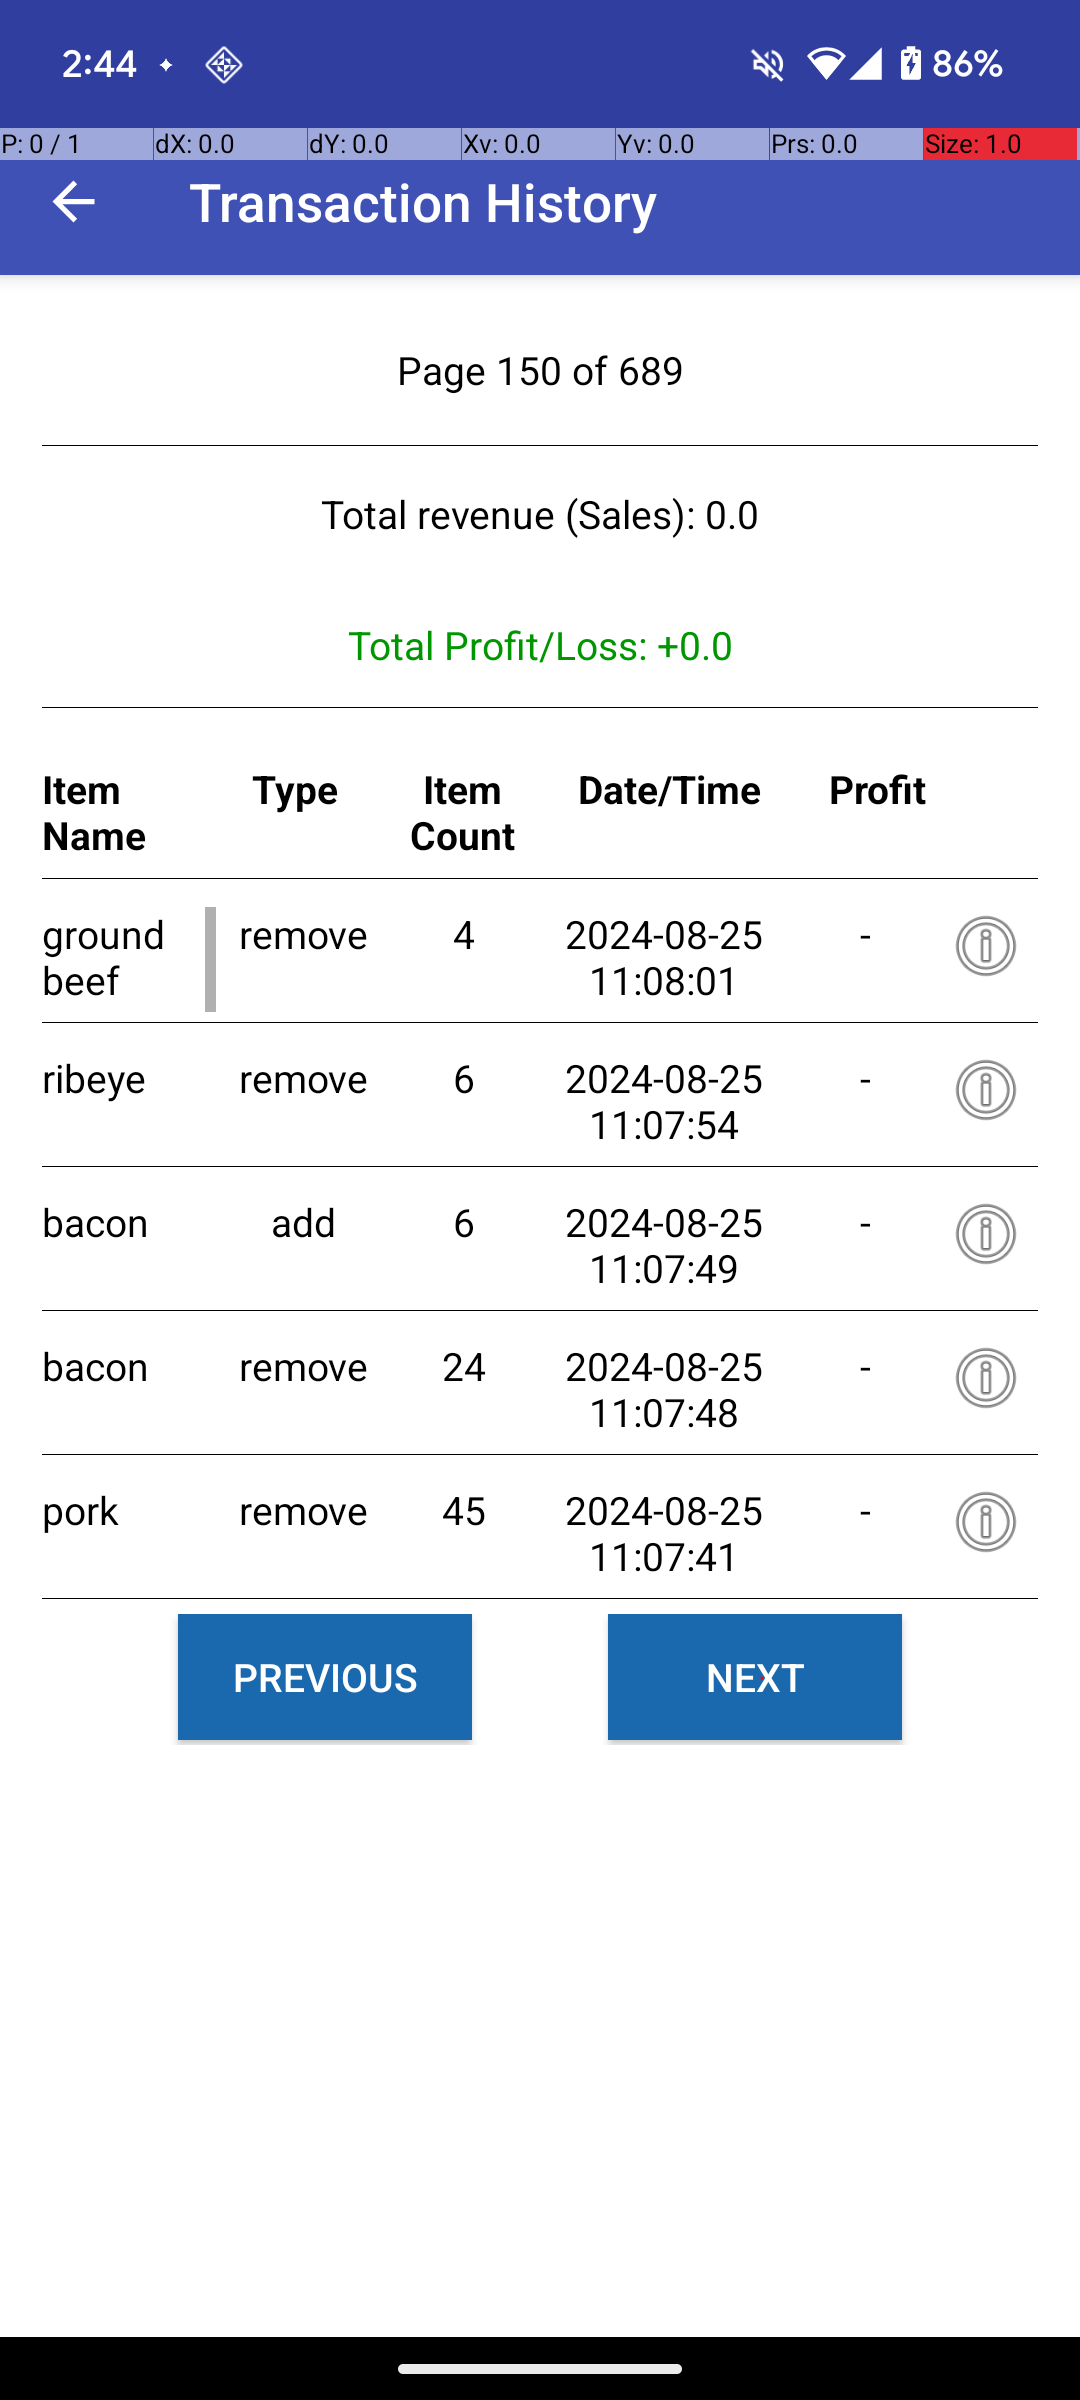 2:44
86%
P: 0 / 1 dX: 0.0 dY: 0.0 Xv: 0.0 Yv: 0.0 Prs: 0.0 Size: 1.0
Transaction History
Page 150 of 689
Total revenue (Sales): 0.0
Total Profit/Loss: +0.0
Item Name Type Item Count Date/Time Profit
ground beef remove 4 2024-08-25 11:08:01 -
ribeye remove 6 2024-08-25 11:07:54 -
bacon add 6 2024-08-25 11:07:49 -
bacon remove 24 2024-08-25 11:07:48 -
pork remove 45 2024-08-25 11:07:41 -
PREVIOUS NEXT